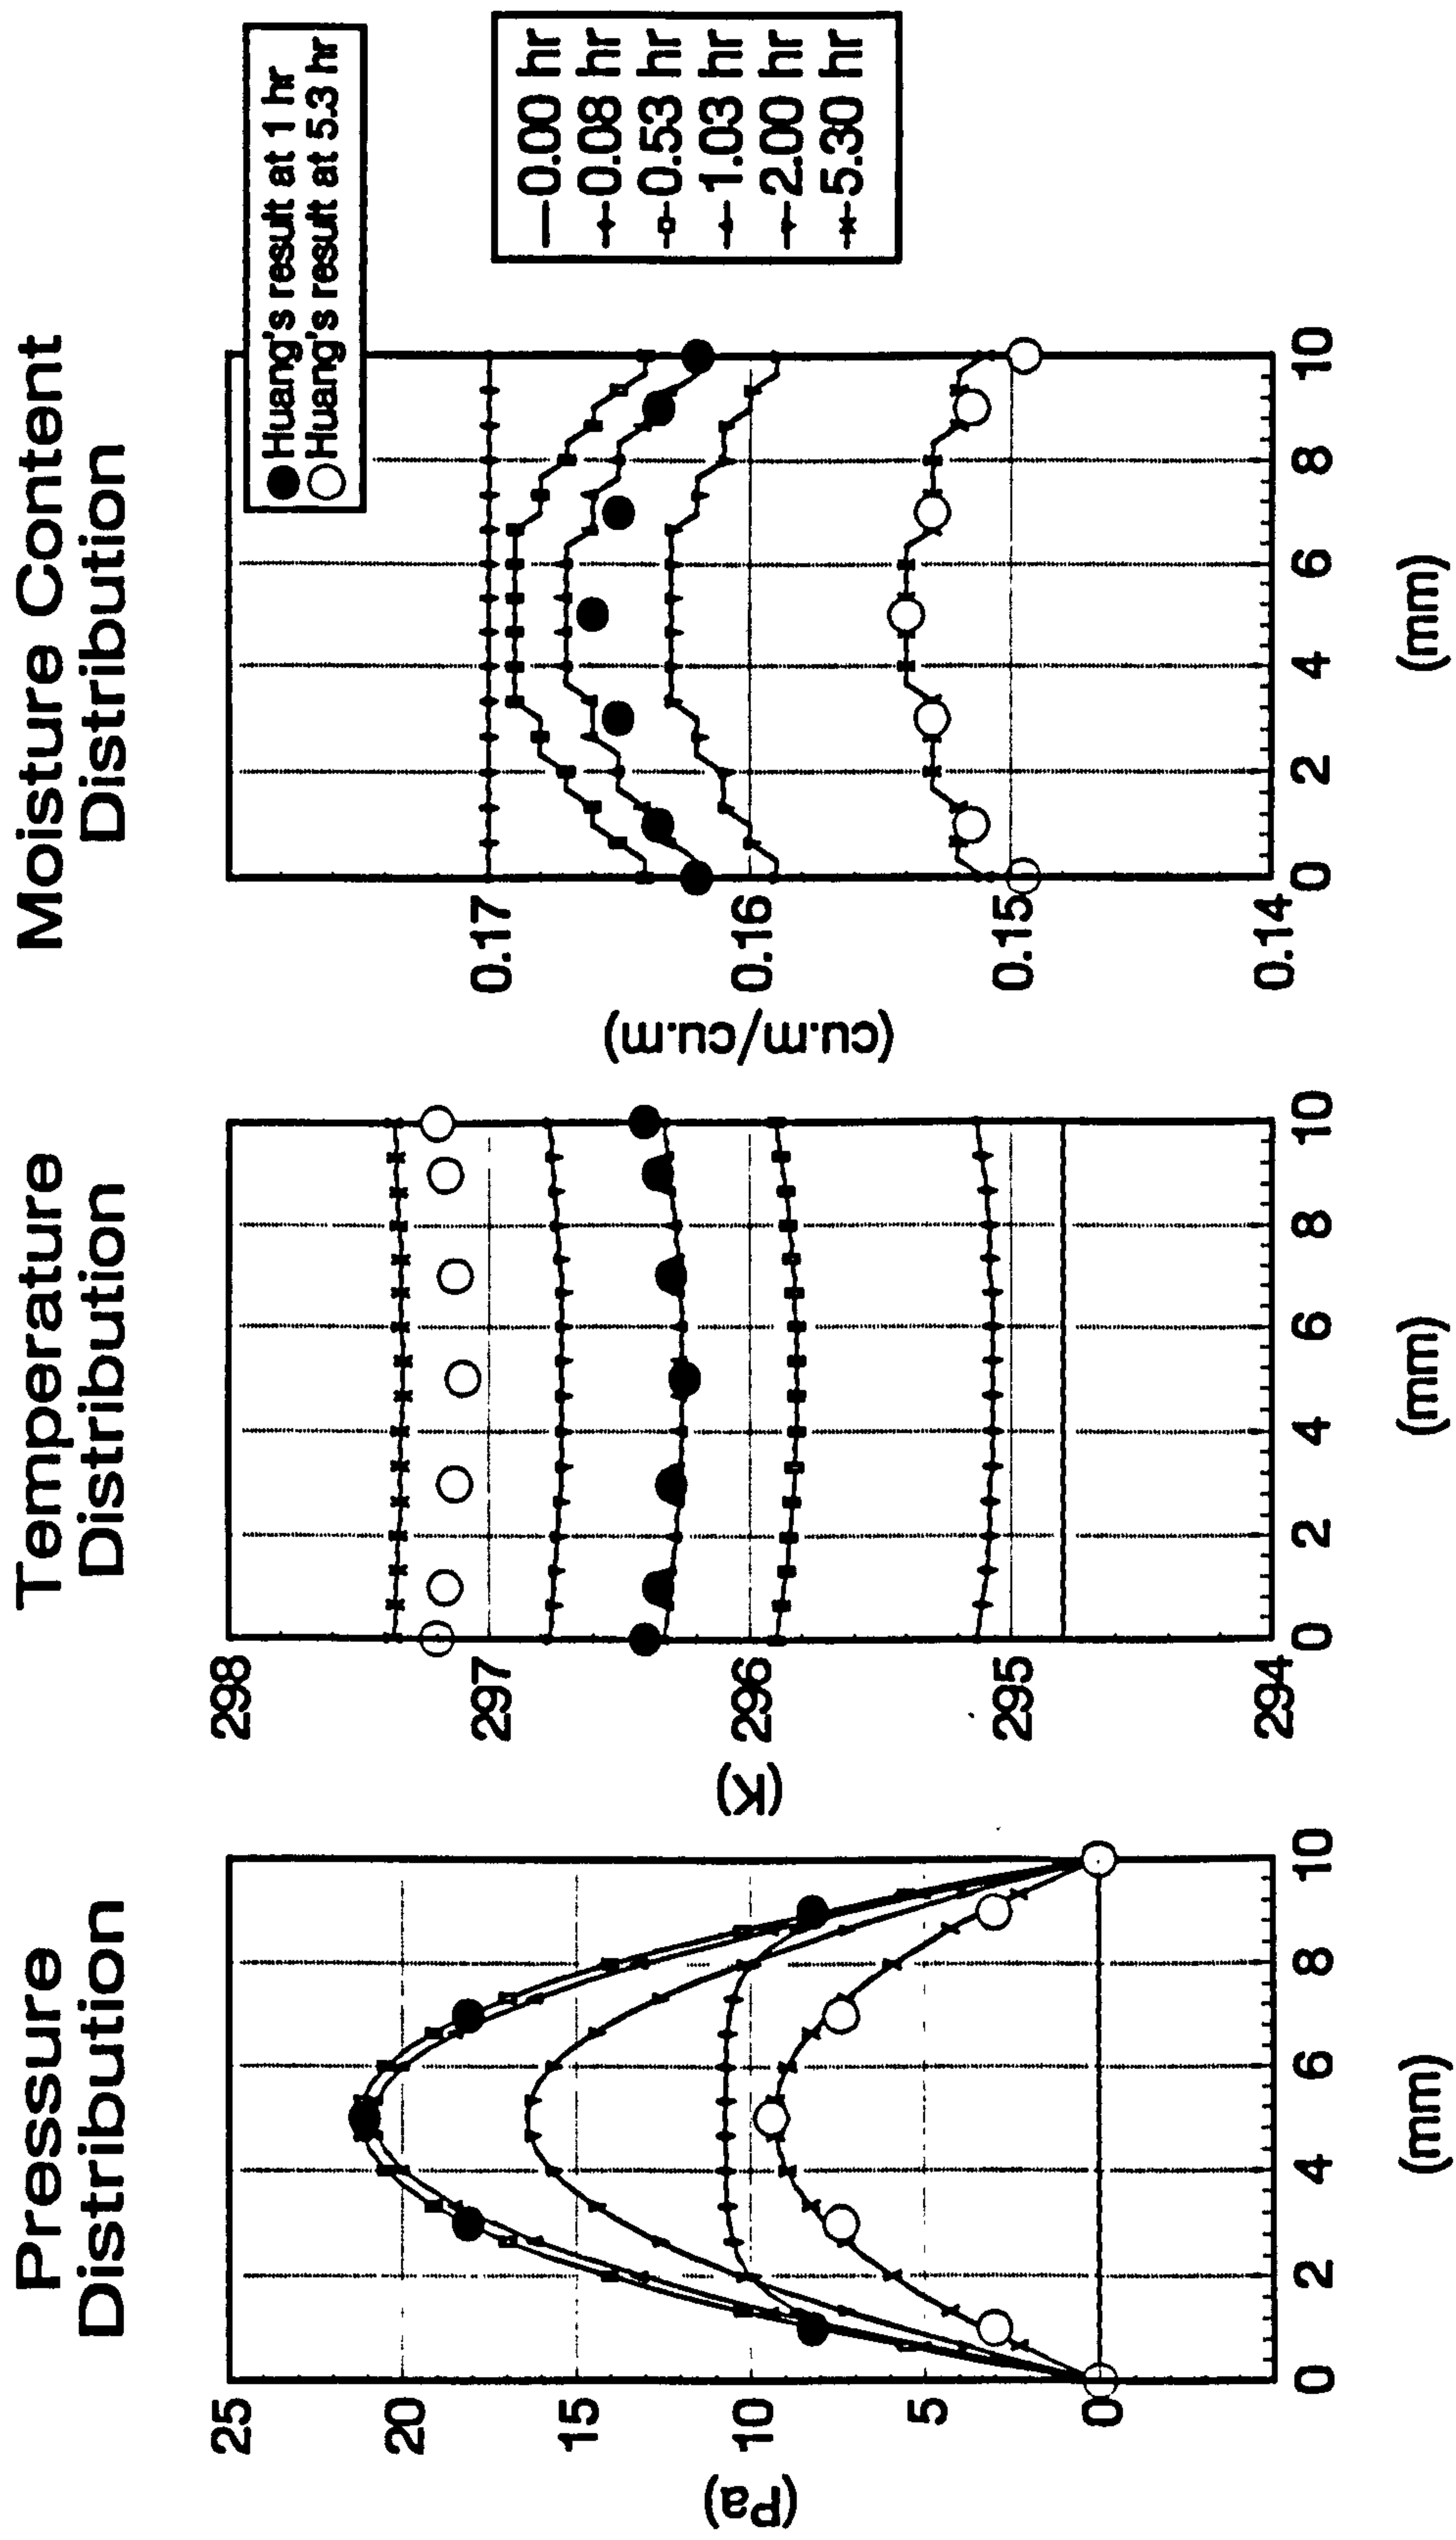 Pressure
Distribution
(Pa)
25
20
15
10
5
0
0 2 4 6 8 10
(mm)
Temperature
Distribution
(K)
298
297
296
295
294
0 2 4 6 8 10
(mm)
Moisture Content
Distribution
(cu.m/cu.m)
0.17
0.16
0.15
0.14
0 2 4 6 8 10
(mm)
Huang's result at 1 hr
Huang's result at 5.3 hr
0.00 hr
0.08 hr
0.53 hr
1.03 hr
2.00 hr
5.30 hr